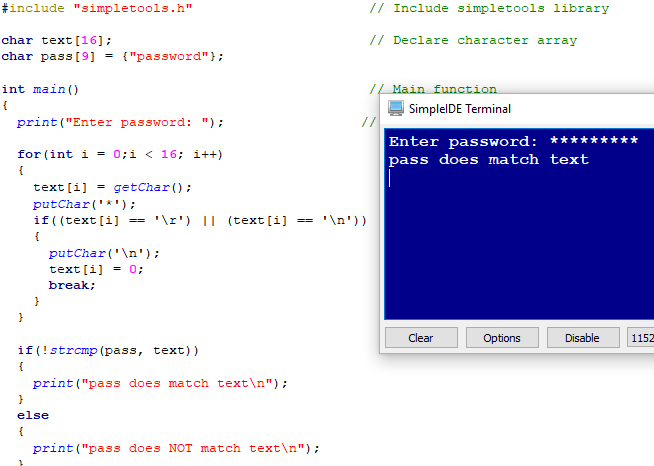 #include "simpletools.h"                      // Include simpletools library
char text[16];                                // Declare character array
char pass[9] = {"password"};
int main()                                    // Main function
{
  print("Enter password: ");                 //
  for(int i = 0;i < 16; i++)
  {
    text[i] = getChar();
    putChar('*');
    if((text[i] == '\r') || (text[i] == '\n'))
    {
      putChar('\n');
      text[i] = 0;
      break;
    }
  }
  if(!strcmp(pass, text))
  {
    print("pass does match text\n");
  }
  else
  {
    print("pass does NOT match text\n");
  }
SimpleIDE Terminal
Enter password: *********
pass does match text
Clear
Options
Disable
1152